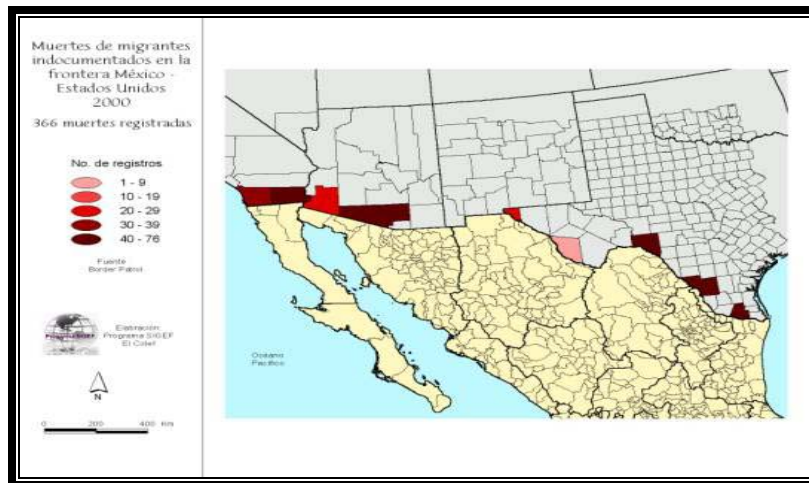 Muertes de migrantes
indocumentados en la
frontera México -
Estados Unidos
2000
366 muertes registradas
No. de registros
1 - 9
10 - 19
20 - 29
30 - 39
40 - 76
Fuente
Border Patrol
Elaboración:
Programa SIGEF
El Colef
N
0 200 400 km
Océano
Pacífico